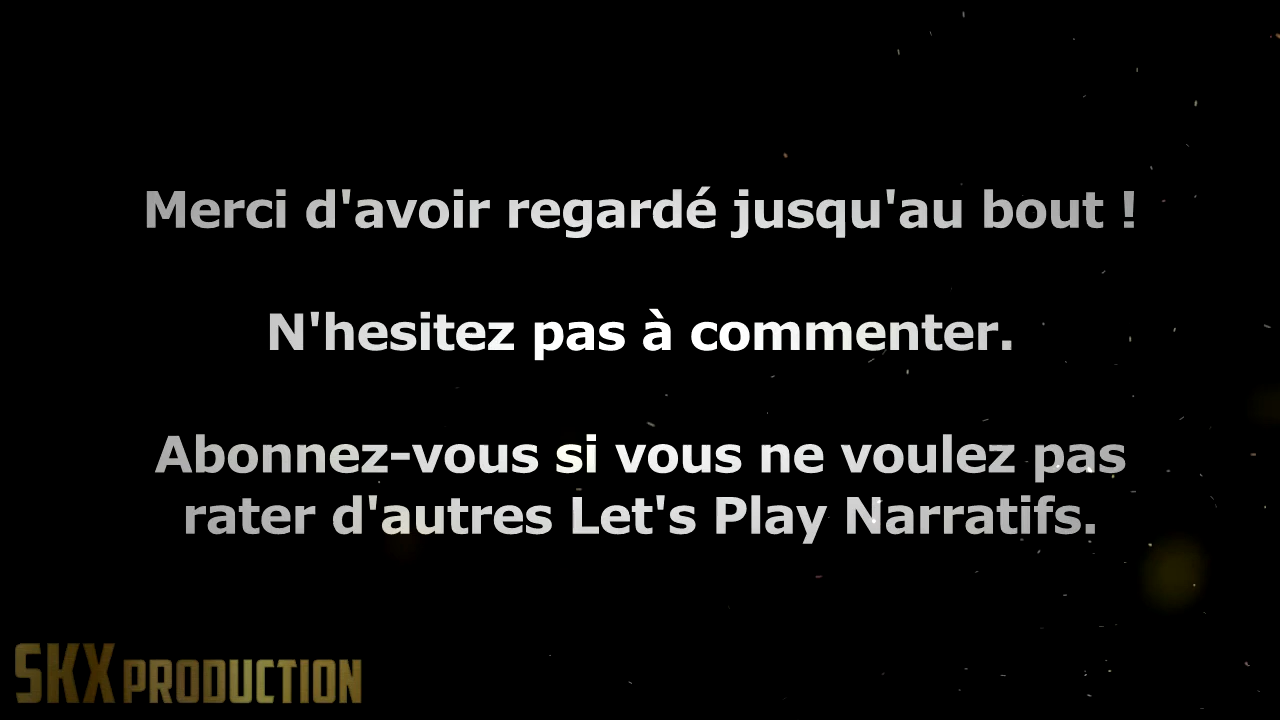 Merci d'avoir regardé jusqu'au bout !
N'hesitez pas à commenter.
Abonnez-vous si vous ne voulez pas
rater d'autres Let's Play Narratifs.
SKX PRODUCTION